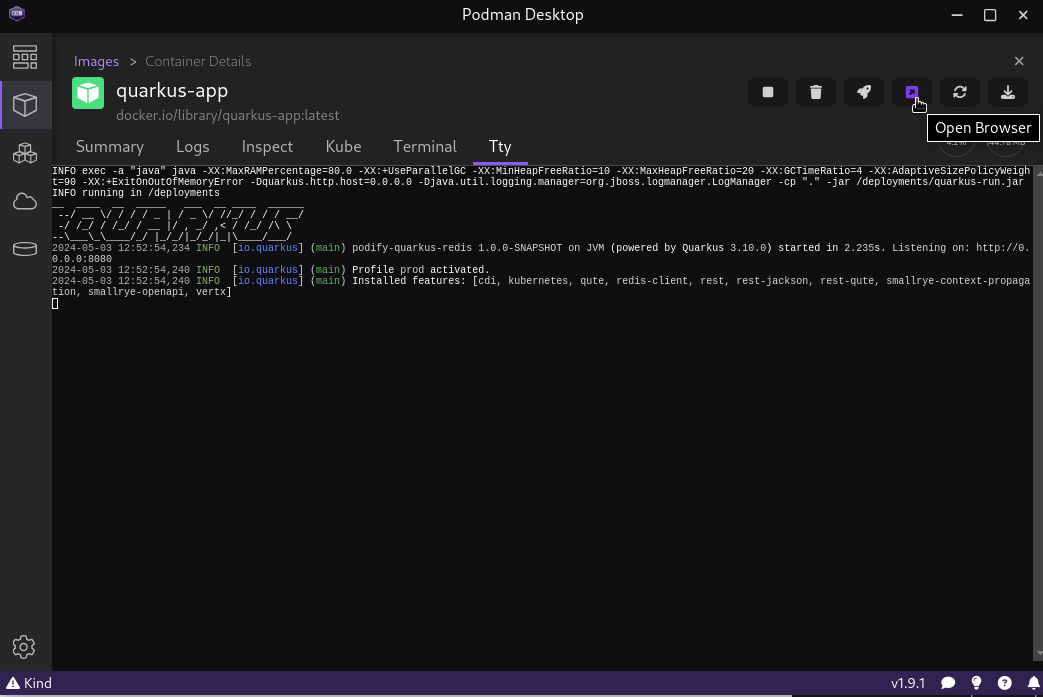 Podman Desktop
Images > Container Details
quarkus-app
docker.io/library/quarkus-app:latest
Open Browser
Summary Logs Inspect Kube Terminal Tty
INFO exec -a "java" java -XX:MaxRAMPercentage=80.0 -XX:+UseParallelGC -XX:MinHeapFreeRatio=10 -XX:MaxHeapFreeRatio=20 -XX:GCTimeRatio=4 -XX:AdaptiveSizePolicyWeigh
t=90 -XX:+ExitOnOutOfMemoryError -Dquarkus.http.host=0.0.0.0 -Djava.util.logging.manager=org.jboss.logmanager.LogManager -cp "." -jar /deployments/quarkus-run.jar
INFO running in /deployments
__  ____  __  _____   ___  __ ____  ______
 --/ __ \/ / / / _ | / _ \/ //_/ / / / __/
 -/ /_/ / /_/ / __ |/ , _/ ,< / /_/ /\ \
--\___\_\____/_/ |_/_/|_/_/|_|\____/___/
2024-05-03 12:52:54,234 INFO  [io.quarkus] (main) podify-quarkus-redis 1.0.0-SNAPSHOT on JVM (powered by Quarkus 3.10.0) started in 2.235s. Listening on: http://0.
0.0.0:8080
2024-05-03 12:52:54,240 INFO  [io.quarkus] (main) Profile prod activated.
2024-05-03 12:52:54,240 INFO  [io.quarkus] (main) Installed features: [cdi, kubernetes, qute, redis-client, rest, rest-jackson, rest-qute, smallrye-context-propaga
tion, smallrye-openapi, vertx]
Kind
v1.9.1